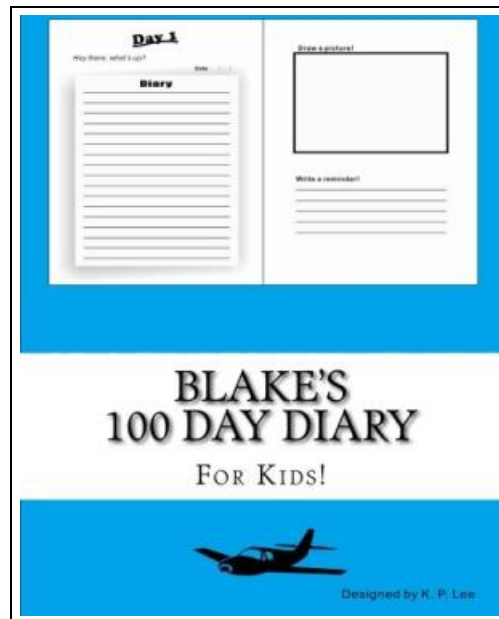 Day 1
Hey there, what's up?
Date / /
Diary
Draw a picture!
Write a reminder!
BLAKE'S
100 DAY DIARY
FOR KIDS!
Designed by K. P. Lee